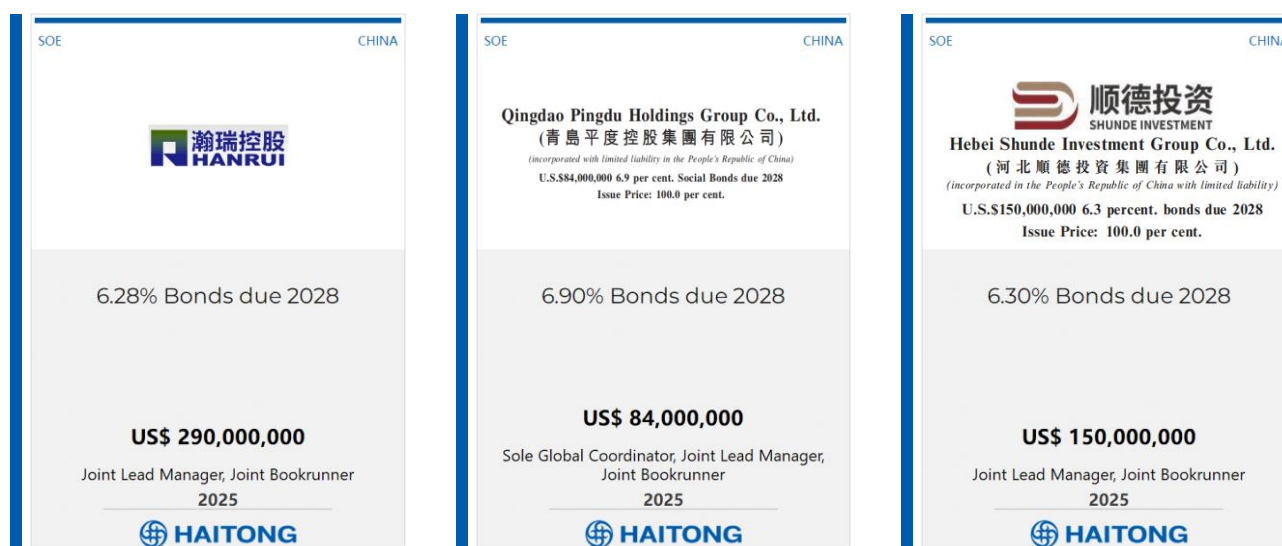 SOE CHINA
瀚瑞控股
HANRUI
6.28% Bonds due 2028
US$ 290,000,000
Joint Lead Manager, Joint Bookrunner
2025
HAITONG
SOE CHINA
Qingdao Pingdu Holdings Group Co., Ltd.
(青島平度控股集團有限公司)
(incorporated with limited liability in the People's Republic of China)
U.S.$84,000,000 6.9 per cent. Social Bonds due 2028
Issue Price: 100.0 per cent.
6.90% Bonds due 2028
US$ 84,000,000
Sole Global Coordinator, Joint Lead Manager,
Joint Bookrunner
2025
HAITONG
SOE CHINA
顺德投资
SHUNDE INVESTMENT
Hebei Shunde Investment Group Co., Ltd.
(河北順德投資集團有限公司)
(incorporated in the People's Republic of China with limited liability)
U.S.$150,000,000 6.3 percent. bonds due 2028
Issue Price: 100.0 per cent.
6.30% Bonds due 2028
US$ 150,000,000
Joint Lead Manager, Joint Bookrunner
2025
HAITONG